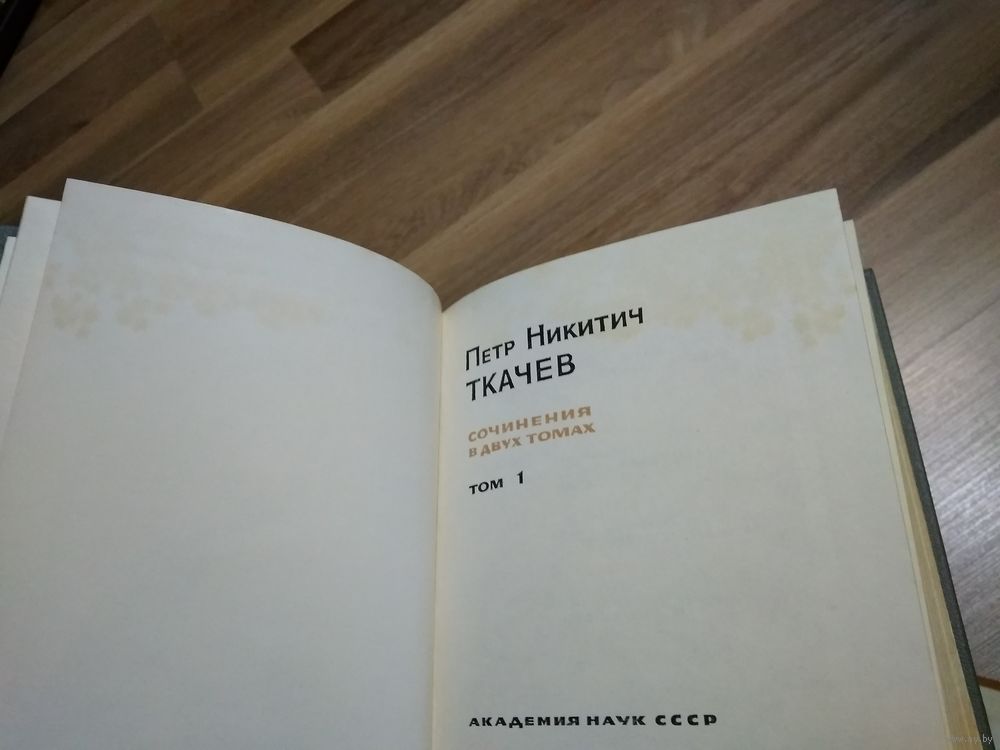 Петр Никитич
ТКАЧЕВ
СОЧИНЕНИЯ
В ДВУХ ТОМАХ
ТОМ 1
АКАДЕМИЯ НАУК СССР